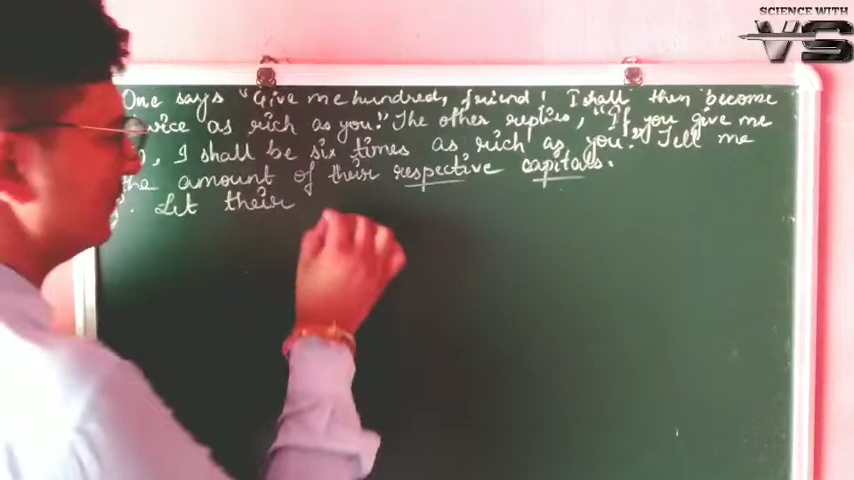 SCIENCE WITH
VS
One says "Give me hundred, friend! I shall then become
wice as rich as you." The other replies, "If you give me
, I shall be six times as rich as you." Tell me
the amount of their respective capitals.
. Let their